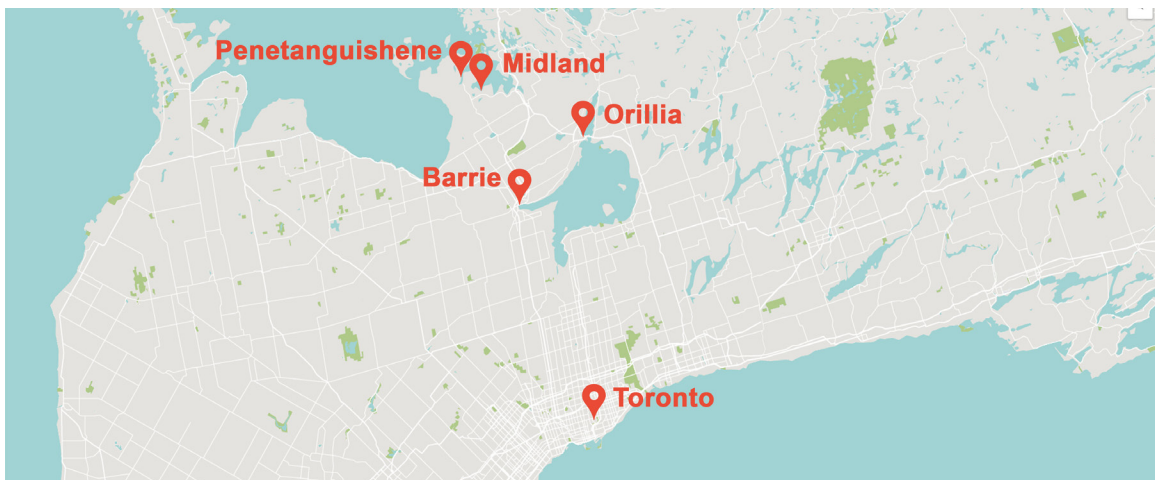 Penetanguishene
Midland
Orillia
Barrie
Toronto